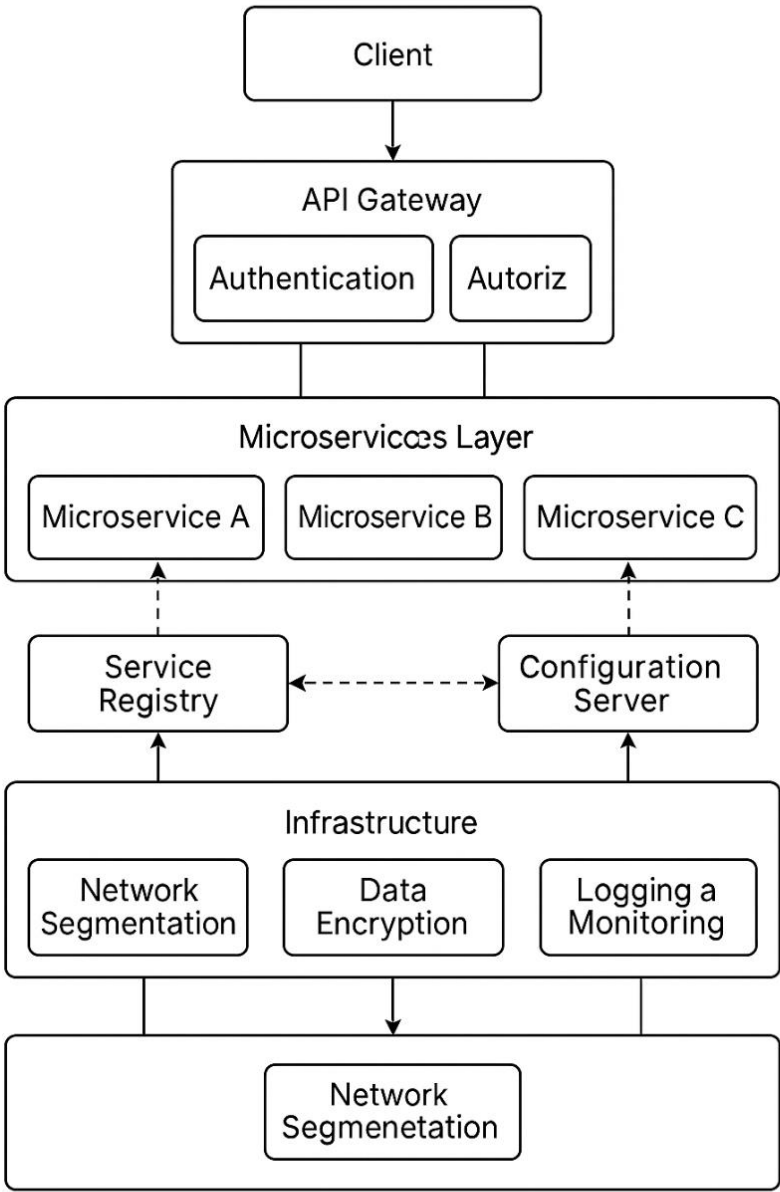 Client
API Gateway
Authentication
Autoriz
Microservicœs Layer
Microservice A
Microservice B
Microservice C
Service
Registry
Configuration
Server
Infrastructure
Network
Segmentation
Data
Encryption
Logging a
Monitoring
Network
Segmenetation